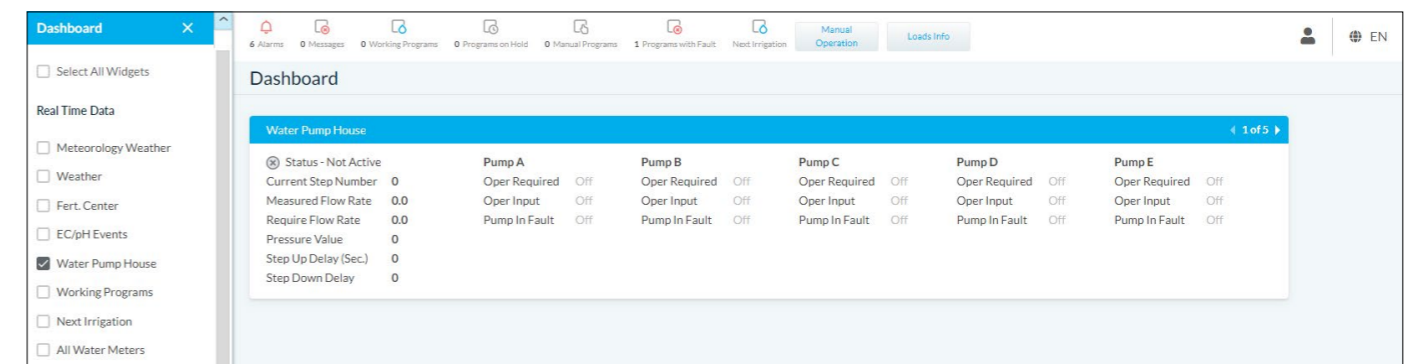 Dashboard
6 Alarms
0 Messages
0 Working Programs
0 Programs on Hold
0 Manual Programs
1 Programs with Fault
Next Irrigation
Manual
Operation
Loads Info
EN
Select All Widgets
Real Time Data
Meteorology Weather
Weather
Fert. Center
EC/pH Events
Water Pump House
Working Programs
Next Irrigation
All Water Meters
Dashboard
Water Pump House
1 of 5
Status - Not Active
Current Step Number 0
Measured Flow Rate 0.0
Require Flow Rate 0.0
Pressure Value 0
Step Up Delay (Sec.) 0
Step Down Delay 0
Pump A
Oper Required Off
Oper Input Off
Pump In Fault Off
Pump B
Oper Required Off
Oper Input Off
Pump In Fault Off
Pump C
Oper Required Off
Oper Input Off
Pump In Fault Off
Pump D
Oper Required Off
Oper Input Off
Pump In Fault Off
Pump E
Oper Required Off
Oper Input Off
Pump In Fault Off